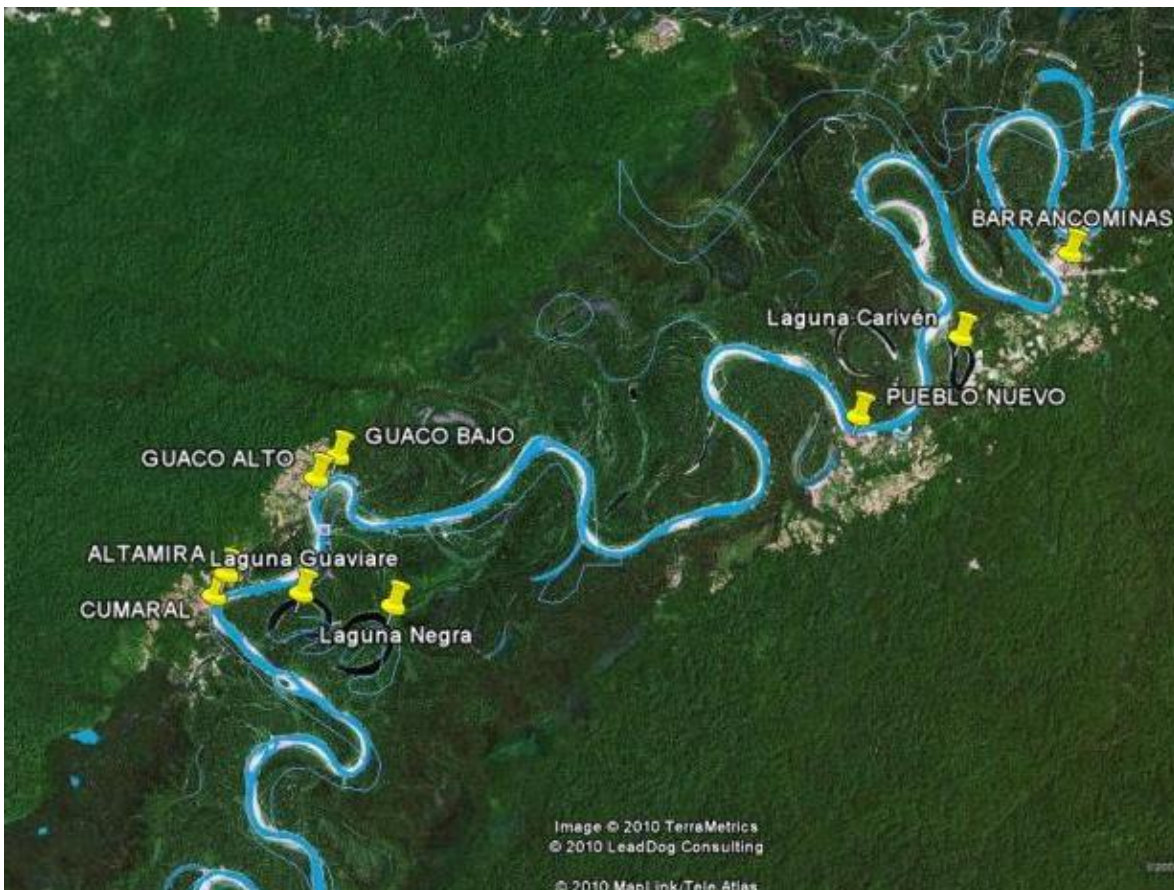 BARRANCOMINAS
Laguna Carivén
PUEBLO NUEVO
GUACO BAJO
GUACO ALTO
ALTAMIRA
Laguna Guaviare
CUMARAL
Laguna Negra
Image © 2010 TerraMetrics
© 2010 LeadDog Consulting
© 2010 MapLink/Tele Atlas